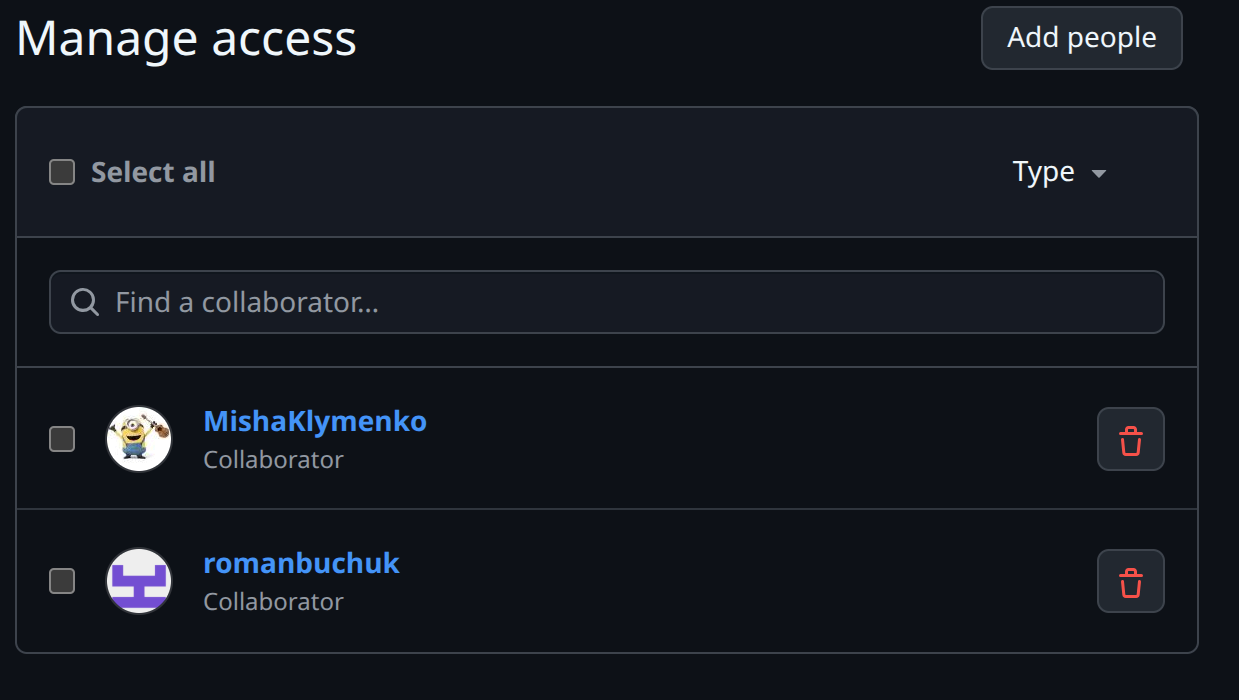 Manage access
Add people
Select all
Type
Find a collaborator...
MishaKlymenko
Collaborator
romanbuchuk
Collaborator